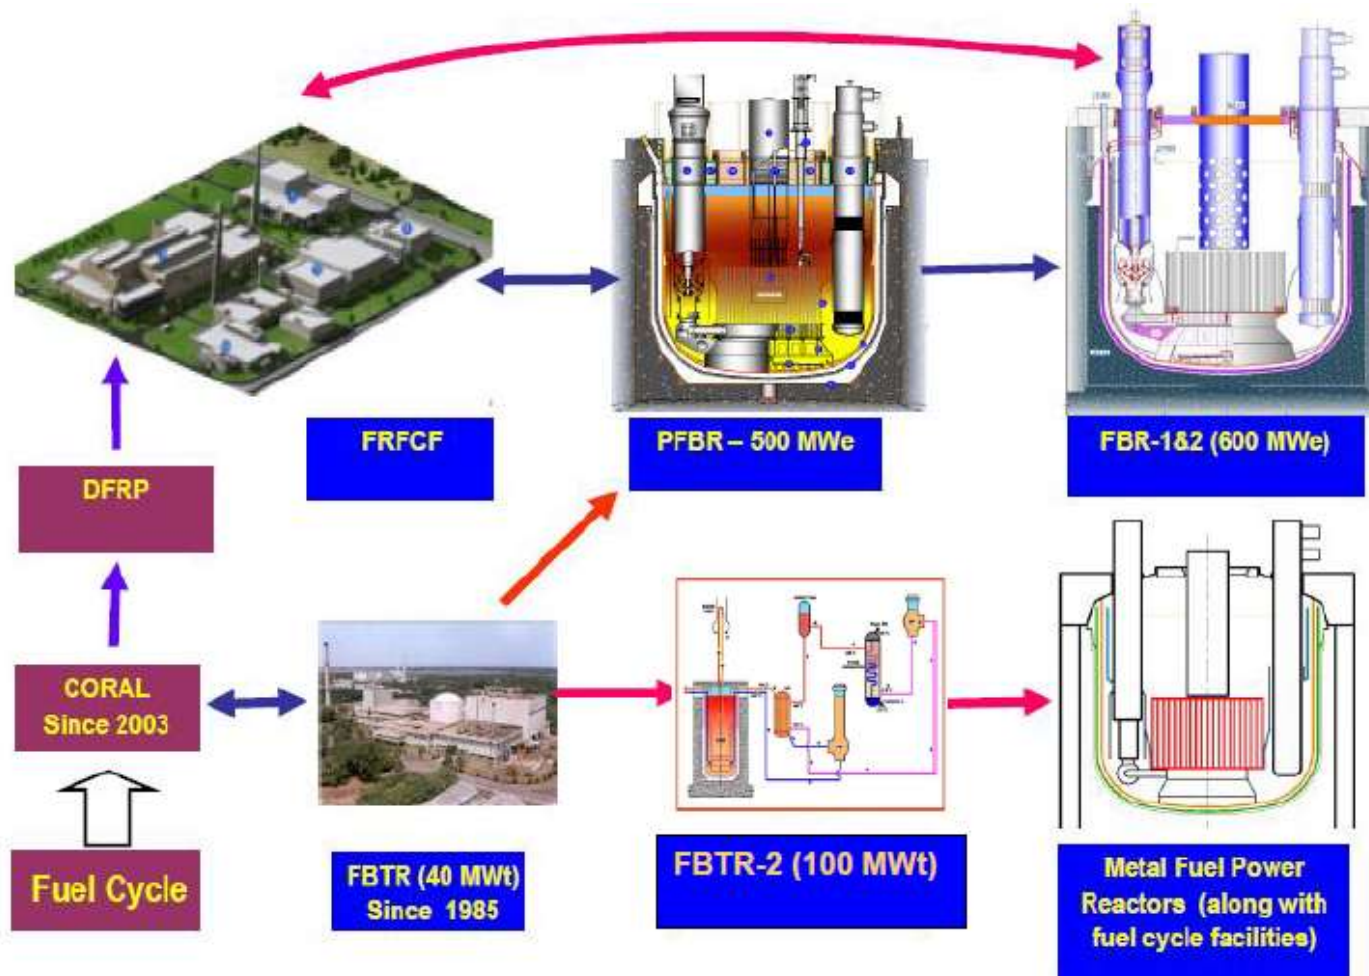 FRFCF
PFBR – 500 MWe
FBR-1&2 (600 MWe)
DFRP
CORAL
Since 2003
Fuel Cycle
FBTR (40 MWt)
Since 1985
FBTR-2 (100 MWt)
Metal Fuel Power
Reactors (along with
fuel cycle facilities)